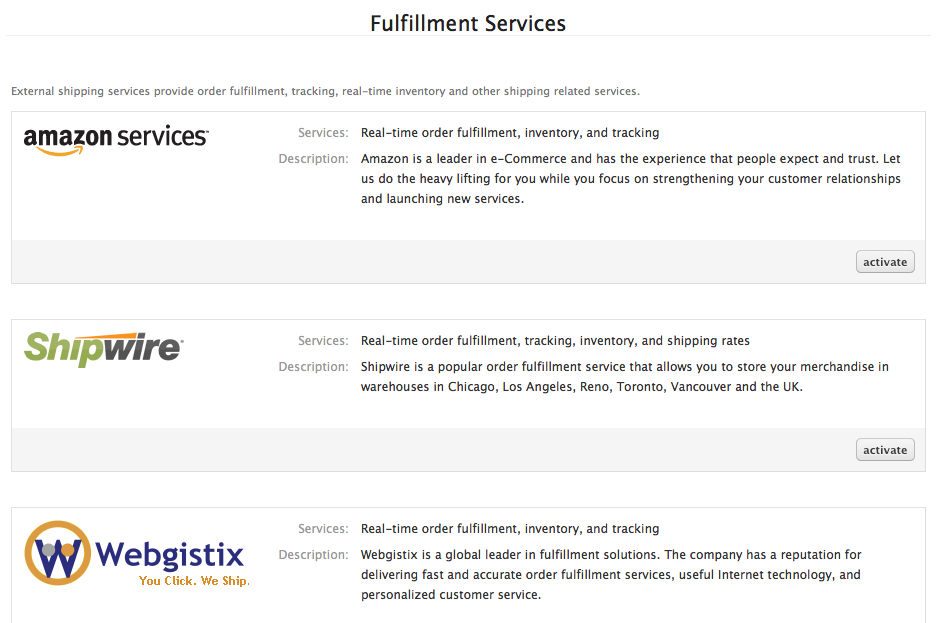 Fulfillment Services
External shipping services provide order fulfillment, tracking, real-time inventory and other shipping related services.
amazon services
Services: Real-time order fulfillment, inventory, and tracking
Description: Amazon is a leader in e-Commerce and has the experience that people expect and trust. Let
us do the heavy lifting for you while you focus on strengthening your customer relationships
and launching new services.
activate
Shipwire
Services: Real-time order fulfillment, tracking, inventory, and shipping rates
Description: Shipwire is a popular order fulfillment service that allows you to store your merchandise in
warehouses in Chicago, Los Angeles, Reno, Toronto, Vancouver and the UK.
activate
W Webgistix
You Click. We Ship.
Services: Real-time order fulfillment, inventory, and tracking
Description: Webgistix is a global leader in fulfillment solutions. The company has a reputation for
delivering fast and accurate order fulfillment services, useful Internet technology, and
personalized customer service.